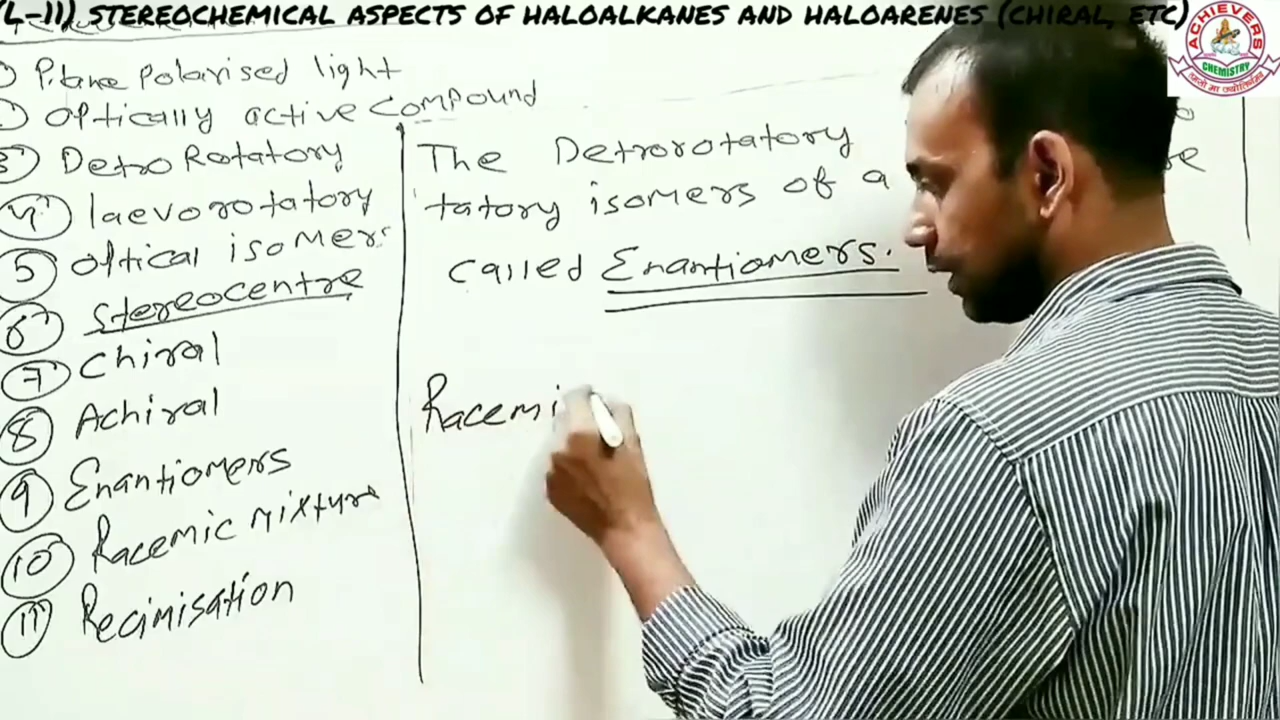 (L-11) STEREOCHEMICAL ASPECTS OF HALOALKANES AND HALOARENES (CHIRAL, ETC)
ACHIEVERS
CHEMISTRY
Plane polarised light
Optically active compound
Detro Rotatory
4 laevorotatory
5 optical isomers
6 Stereocentre
7 Chiral
8 Achiral
9 Enantiomers
10 Racemic mixture
11 Recimisation
The Detrorotatory
tatory isomers of a
called Enantiomers.
Racemi